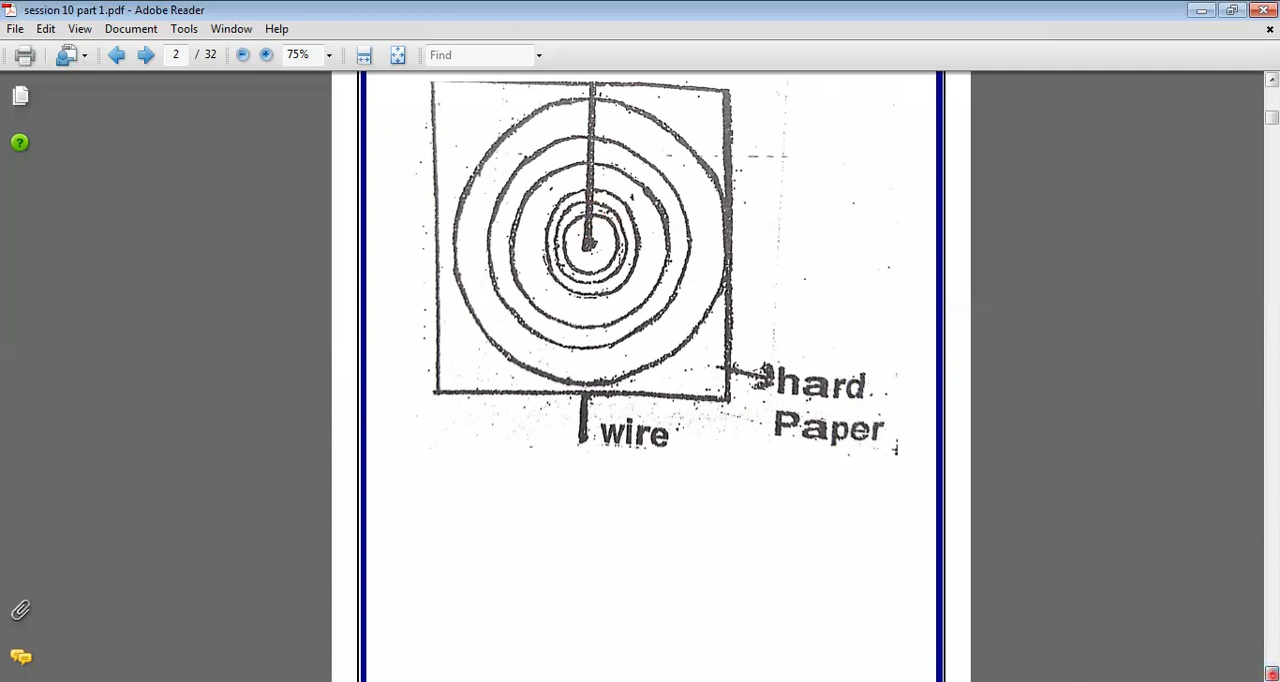 session 10 part 1.pdf - Adobe Reader
File Edit View Document Tools Window Help
2 / 32 75% Find
hard
Paper
wire